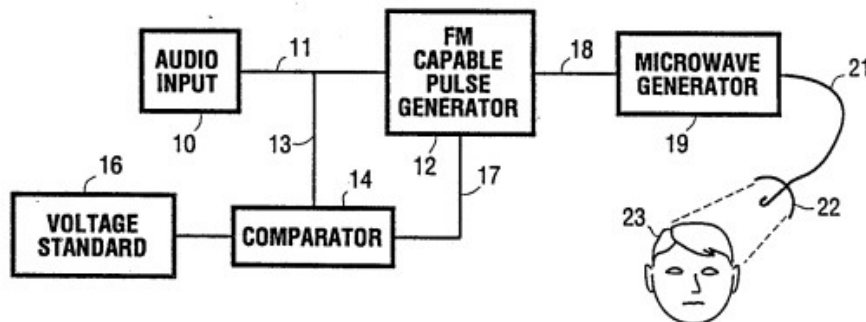 AUDIO
INPUT
10
11
13
FM
CAPABLE
PULSE
GENERATOR
12
18
MICROWAVE
GENERATOR
19
21
16
VOLTAGE
STANDARD
14
COMPARATOR
17
22
23